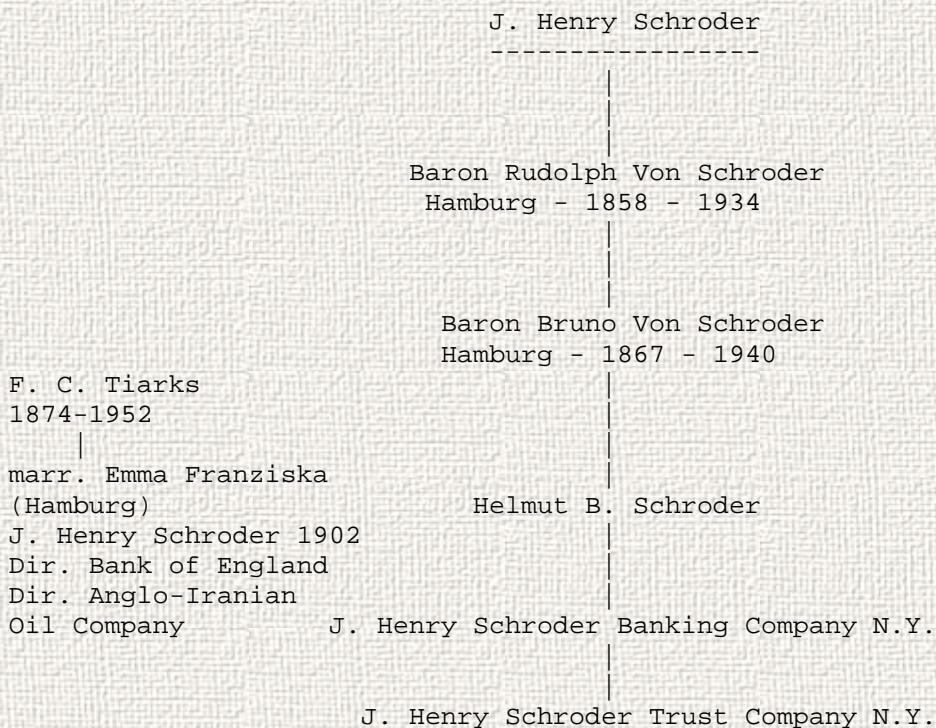 J. Henry Schroder
-----------------
|
|
|
Baron Rudolph Von Schroder
Hamburg - 1858 - 1934
|
|
|
Baron Bruno Von Schroder
Hamburg - 1867 - 1940
F. C. Tiarks |
1874-1952 |
| |
marr. Emma Franziska |
(Hamburg) Helmut B. Schroder
J. Henry Schroder 1902 |
Dir. Bank of England |
Dir. Anglo-Iranian |
Oil Company J. Henry Schroder Banking Company N.Y.
|
|
J. Henry Schroder Trust Company N.Y.